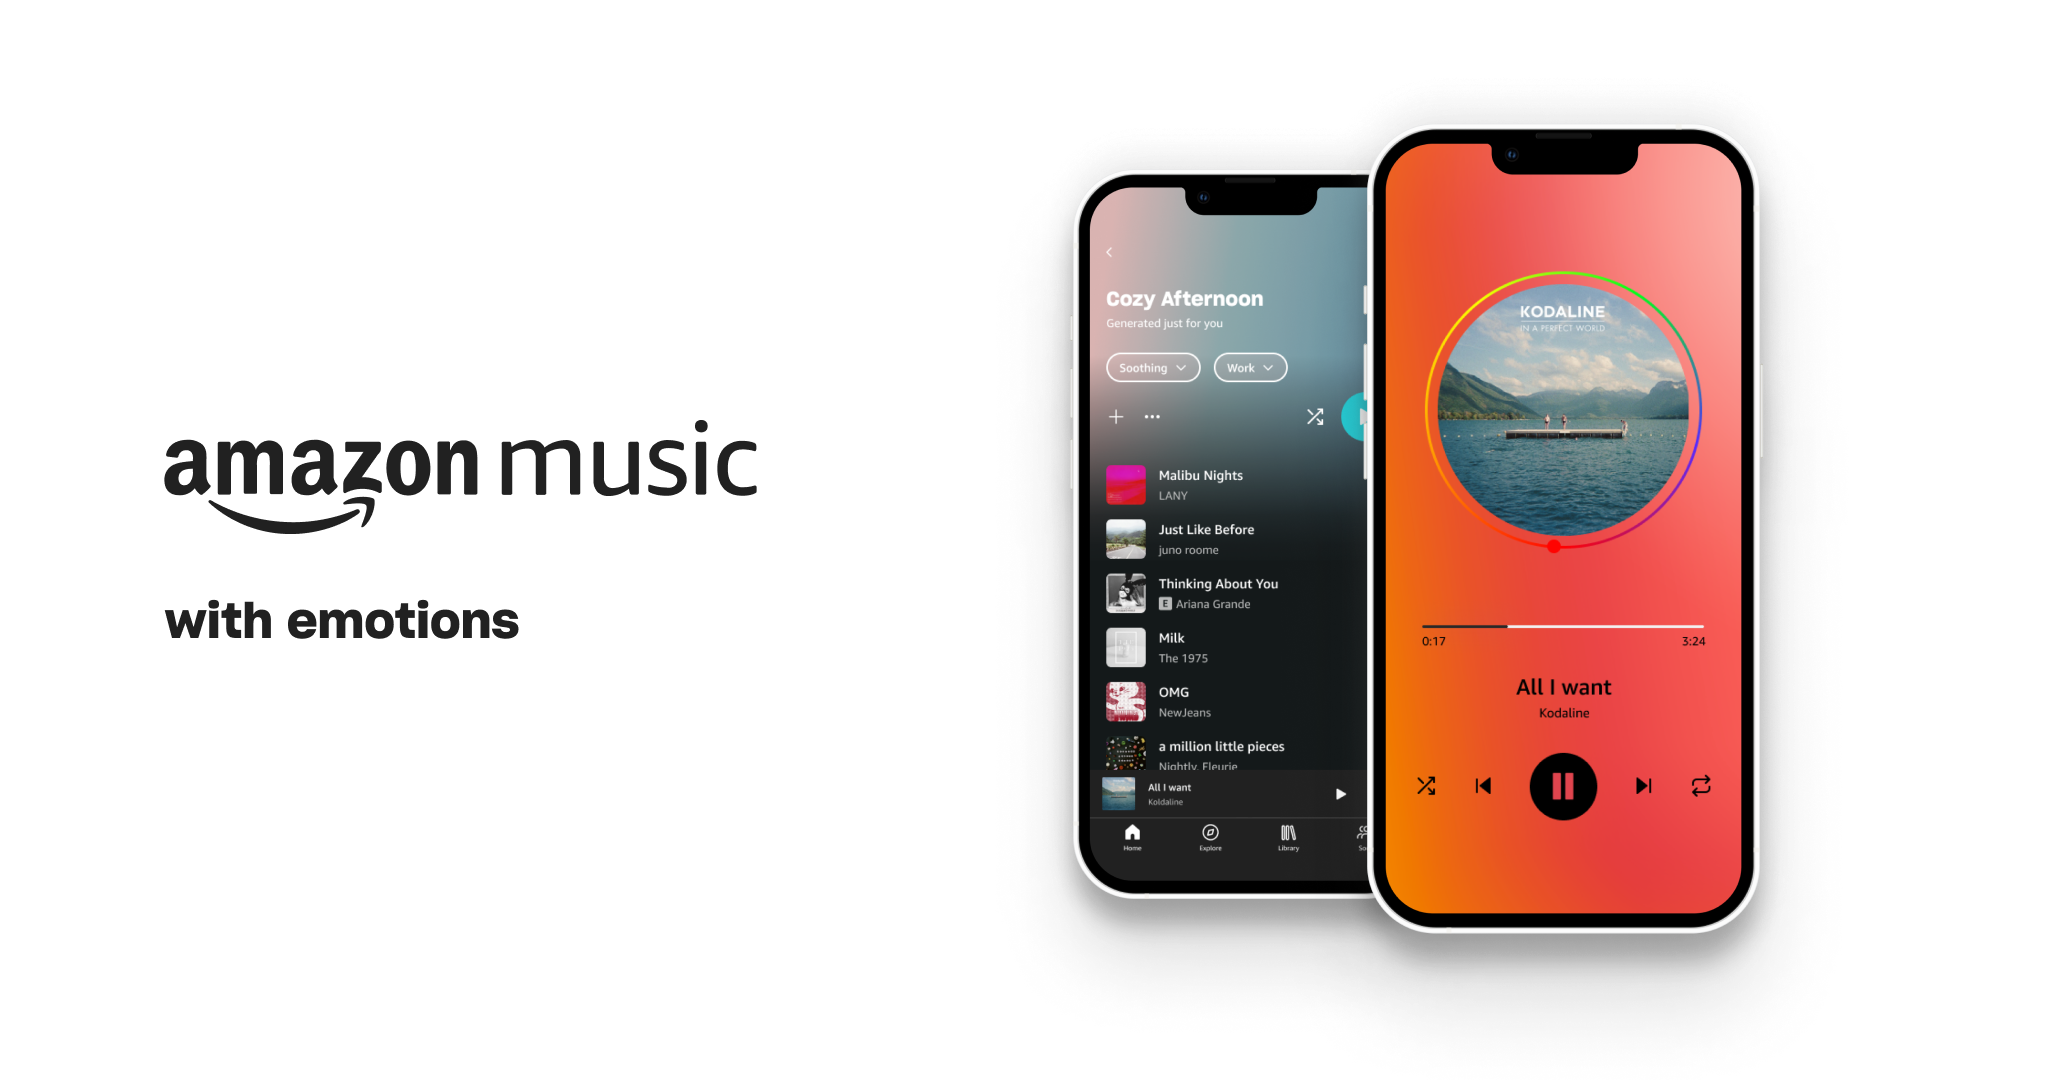 amazon music
with emotions
Cozy Afternoon
Generated just for you
Soothing
Work
Malibu Nights
LANY
Just Like Before
juno roome
Thinking About You
E Ariana Grande
Milk
The 1975
OMG
NewJeans
a million little pieces
Nightly, Fleurie
All I want
Koldaline
Home
Explore
Library
KODALINE
IN A PERFECT WORLD
0:17
3:24
All I want
Kodaline